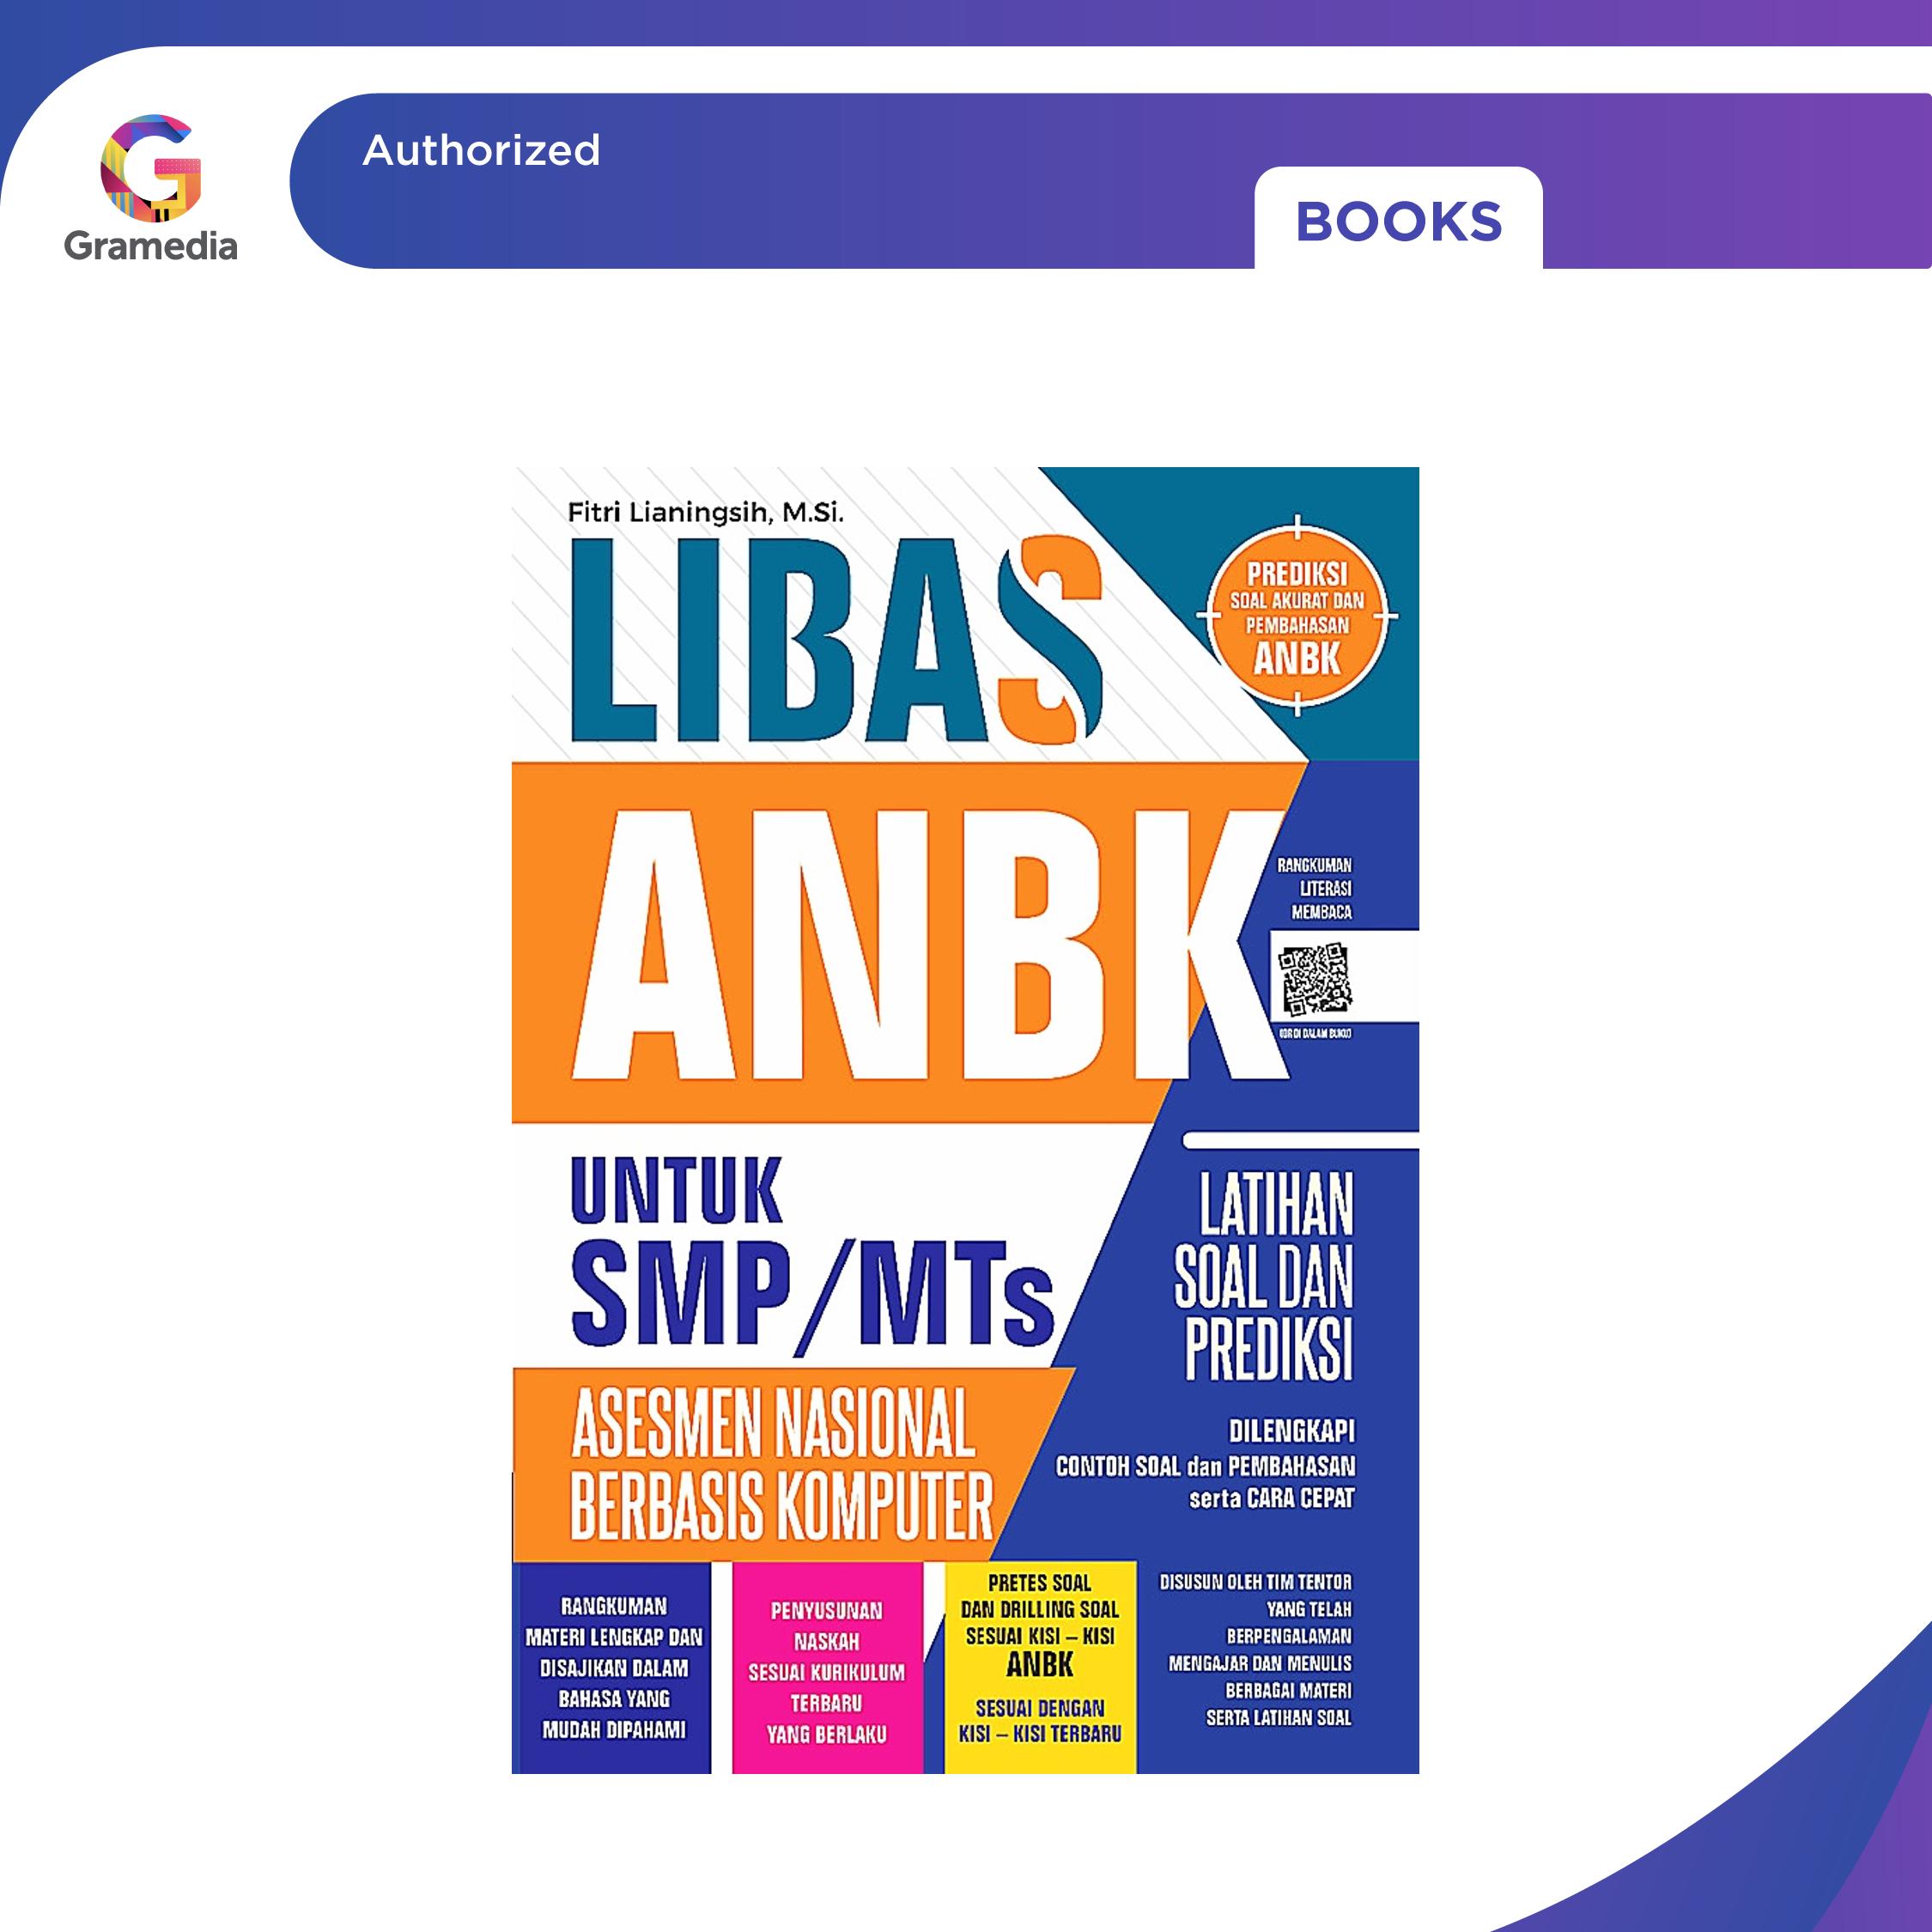 Gramedia
Authorized
BOOKS
Fitri Lianingsih, M.Si.
LIBAS
PREDIKSI
SOAL AKURAT DAN
PEMBAHASAN
ANBK
ANBK
RANGKUMAN
LITERASI
MEMBACA
UNTUK
SMP/MTs
ASESMEN NASIONAL
BERBASIS KOMPUTER
LATIHAN
SOAL DAN
PREDIKSI
DILENGKAPI
CONTOH SOAL dan PEMBAHASAN
serta CARA CEPAT
RANGKUMAN
MATERI LENGKAP DAN
DISAJIKAN DALAM
BAHASA YANG
MUDAH DIPAHAMI
PENYUSUNAN
NASKAH
SESUAI KURIKULUM
TERBARU
YANG BERLAKU
PRETES SOAL
DAN DRILLING SOAL
SESUAI KISI – KISI
ANBK
SESUAI DENGAN
KISI – KISI TERBARU
DISUSUN OLEH TIM TENTOR
YANG TELAH
BERPENGALAMAN
MENGAJAR DAN MENULIS
BERBAGAI MATERI
SERTA LATIHAN SOAL